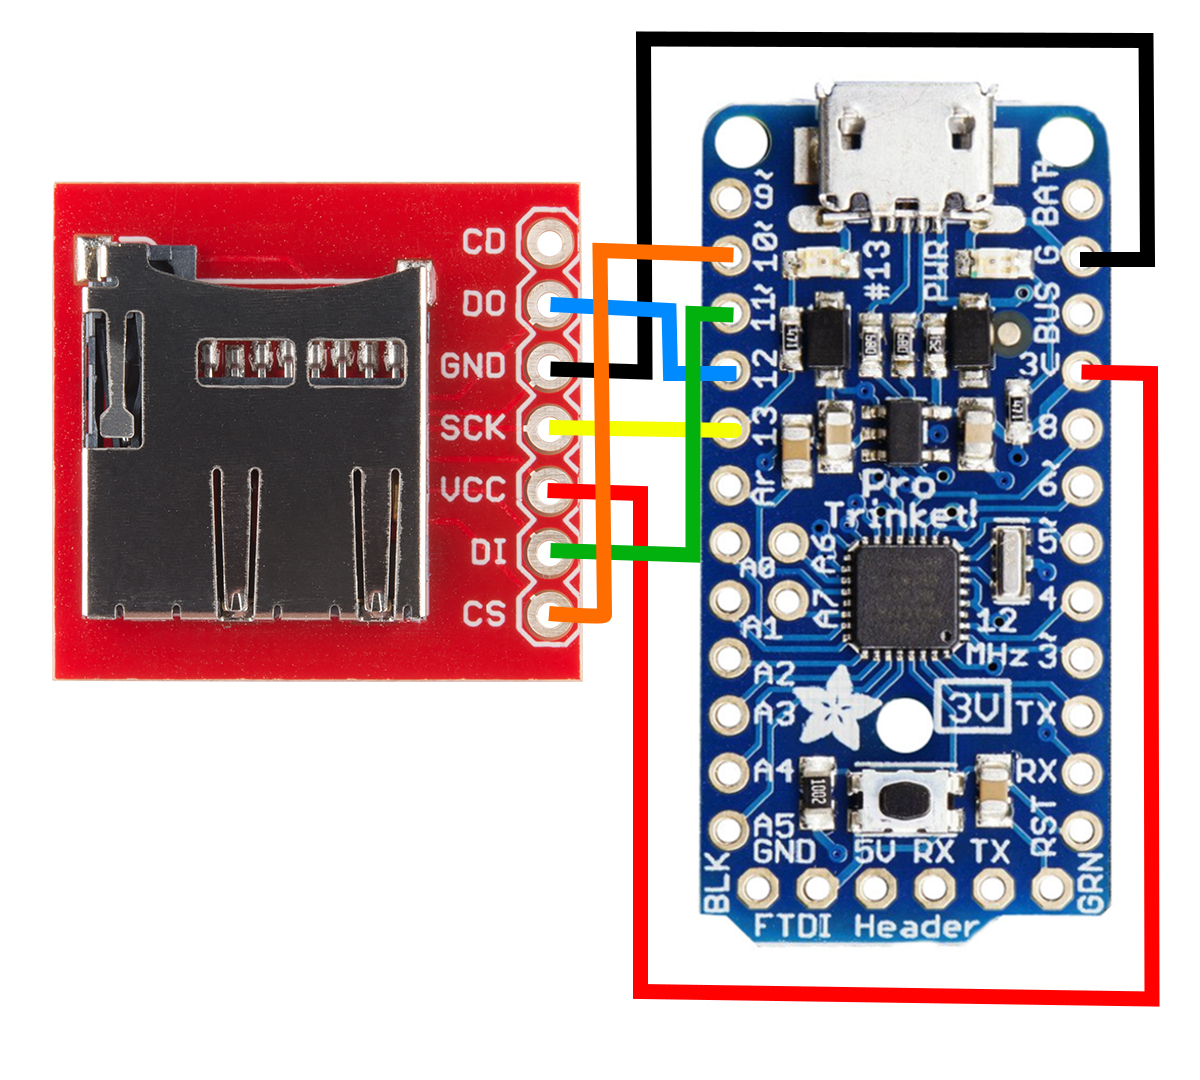 CD
DO
GND
SCK
VCC
DI
CS
9~
10~
11~
12
13
Ar
A0
A1
A2
A3
A4
A5
A6
A7
#13
PWR
BAT+
G
BUS
3V
8
6~
5~
4
3~
TX
RX
RST
Pro
Trinket!
12
MHz
3V
1002
GND 5V RX TX
BLK
GRN
FTDI Header